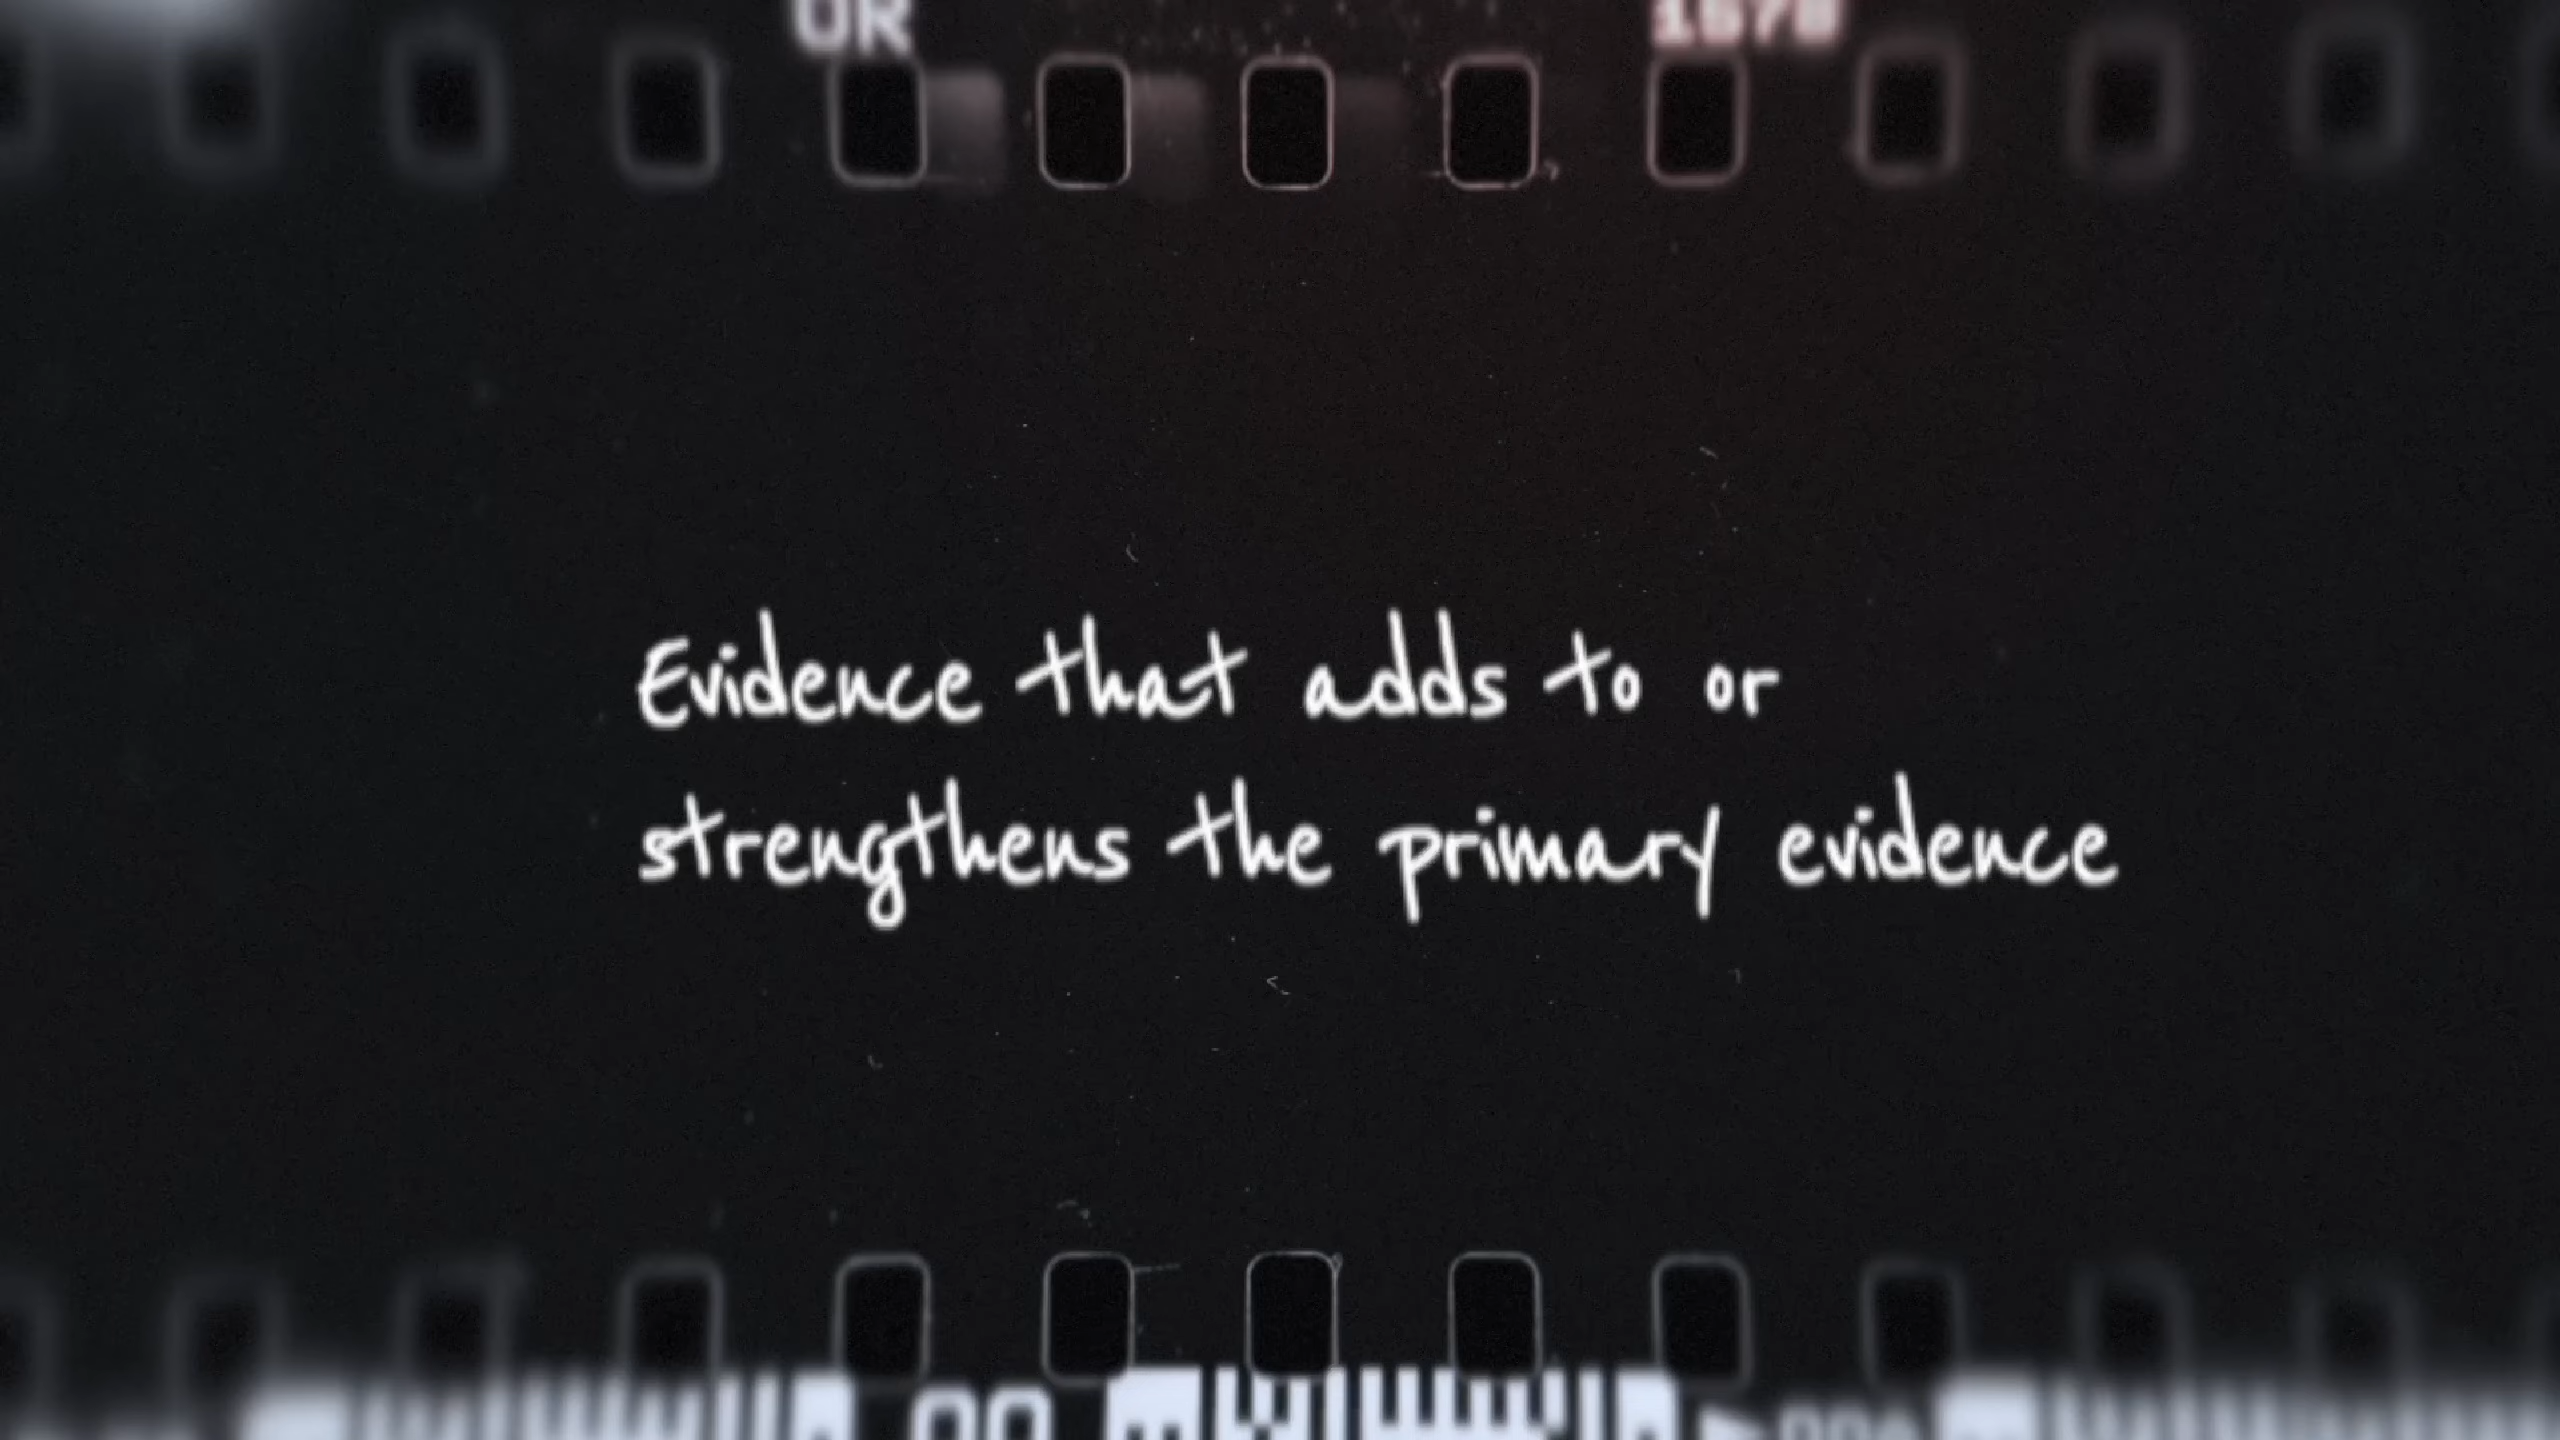 Evidence that adds to or
strengthens the primary evidence